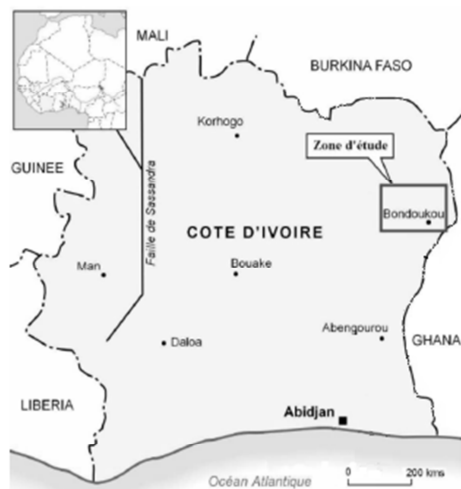 MALI
BURKINA FASO
Korhogo
Zone d'étude
GUINEE
Faille de Sassandra
Bondoukou
COTE D'IVOIRE
Man
Bouake
Daloa
Abengourou
GHANA
LIBERIA
Abidjan
Océan Atlantique
0 200 kms